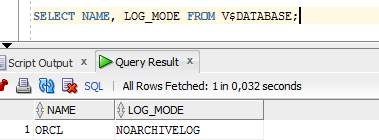 SELECT NAME, LOG_MODE FROM V$DATABASE;
Script Output × Query Result ×
SQL | All Rows Fetched: 1 in 0,032 seconds
NAME LOG_MODE
1 ORCL NOARCHIVELOG